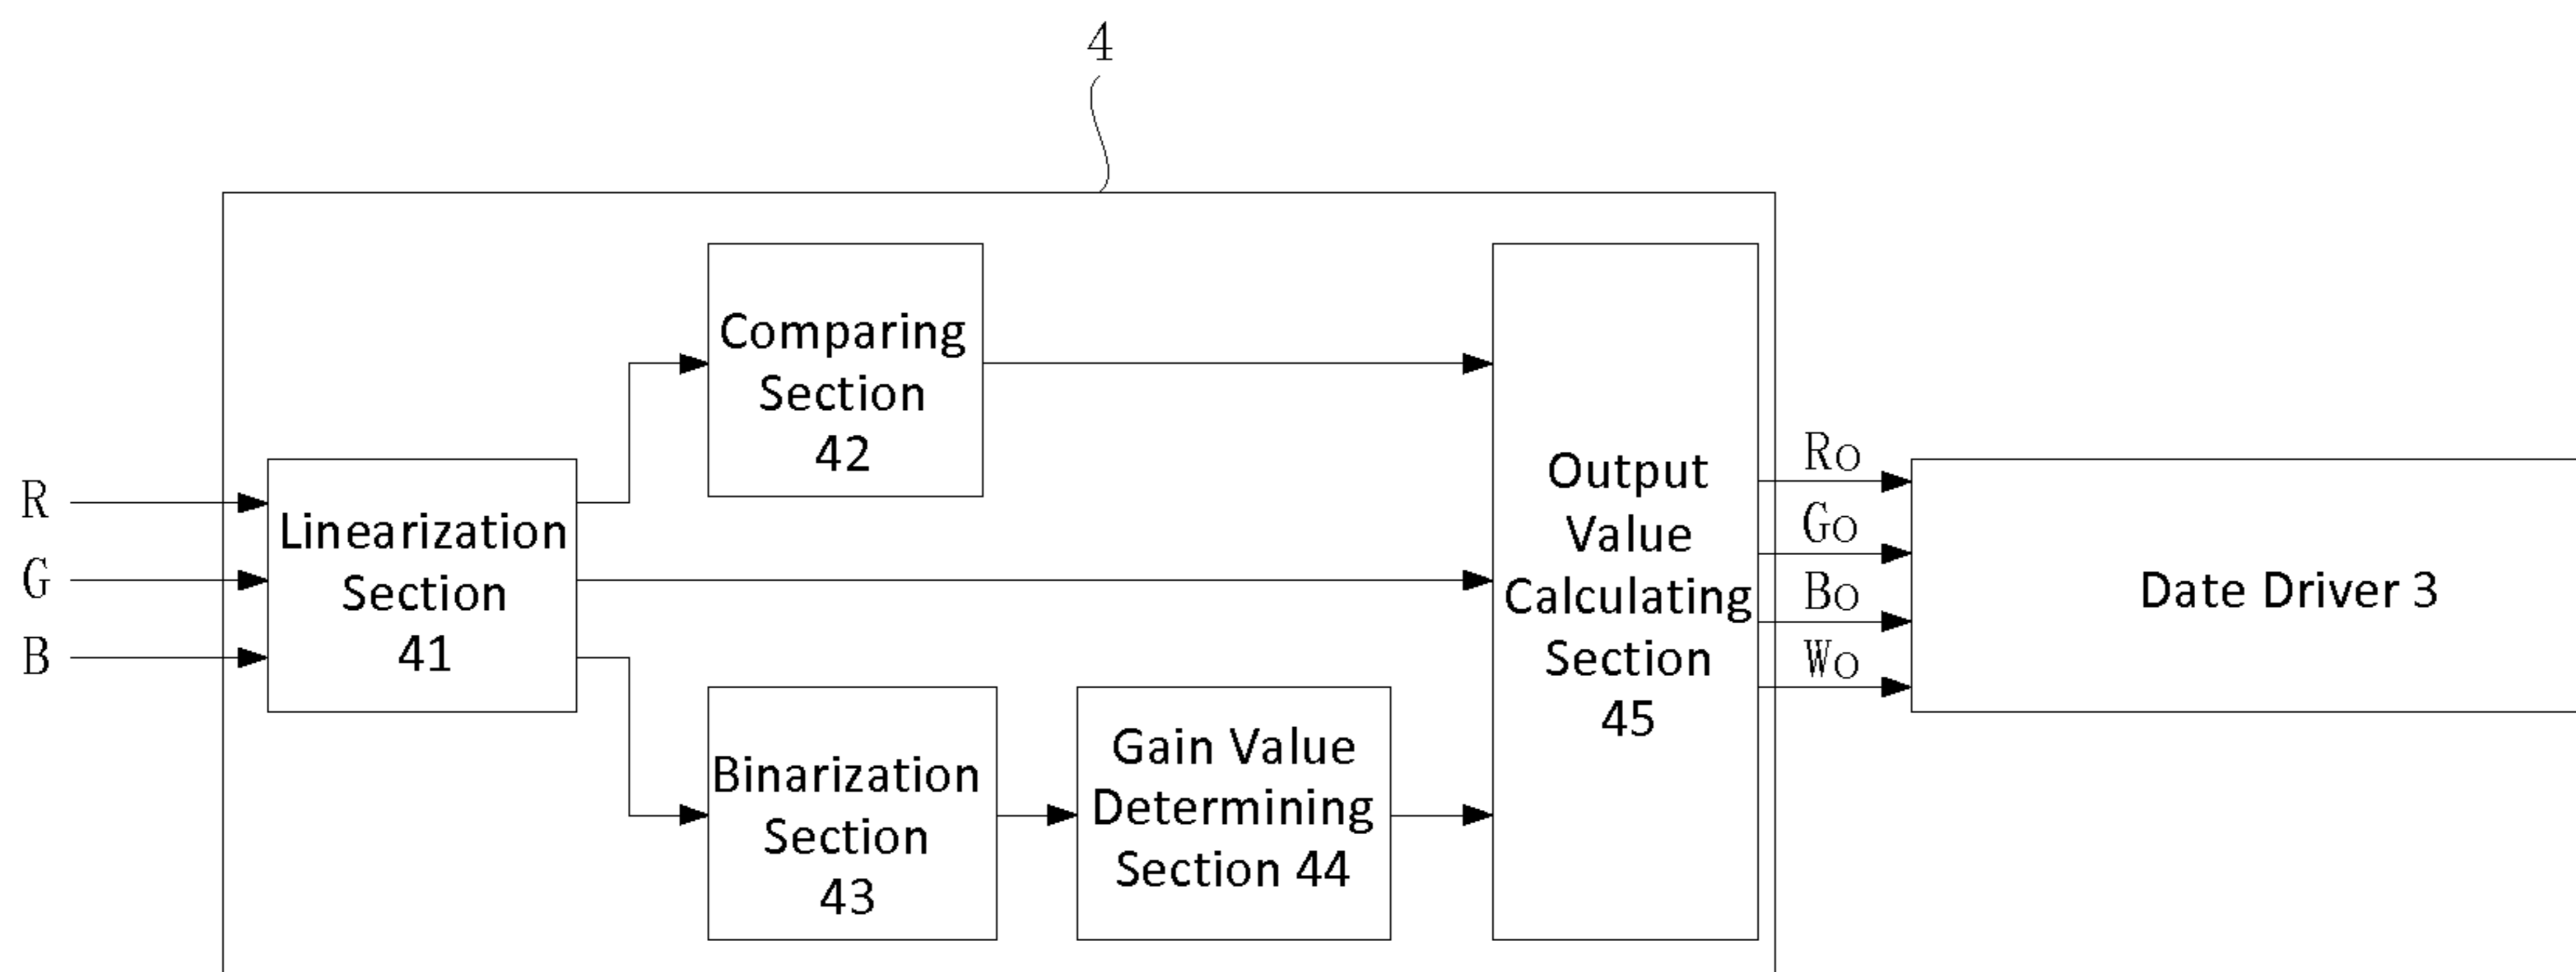 4
Comparing
Section
42
R
G
B
Linearization
Section
41
Binarization
Section
43
Gain Value
Determining
Section 44
Output
Value
Calculating
Section
45
Ro
Go
Bo
Wo
Date Driver 3